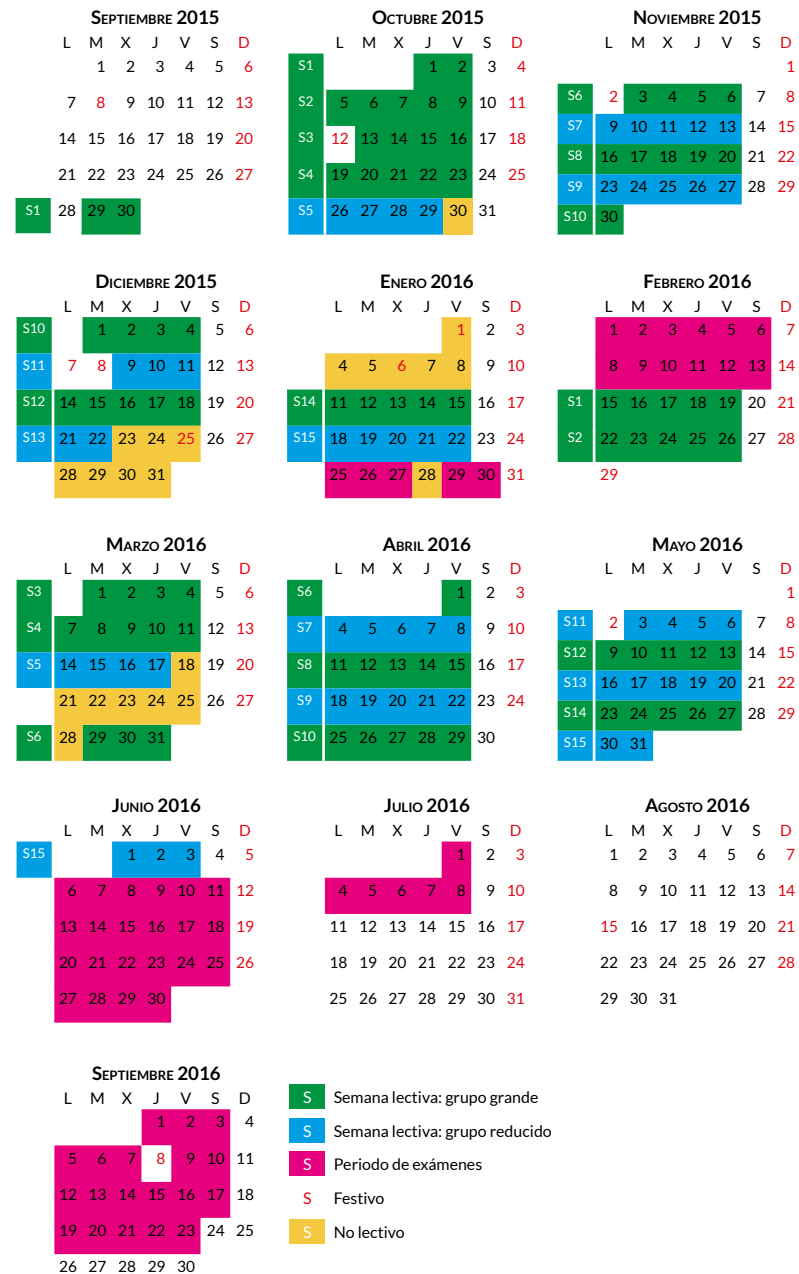 Septiembre 2015
L M X J V S D
1 2 3 4 5 6
7 8 9 10 11 12 13
14 15 16 17 18 19 20
21 22 23 24 25 26 27
S1 28 29 30
Octubre 2015
L M X J V S D
S1 1 2 3 4
S2 5 6 7 8 9 10 11
S3 12 13 14 15 16 17 18
S4 19 20 21 22 23 24 25
S5 26 27 28 29 30 31
Noviembre 2015
L M X J V S D
1
S6 2 3 4 5 6 7 8
S7 9 10 11 12 13 14 15
S8 16 17 18 19 20 21 22
S9 23 24 25 26 27 28 29
S10 30
Diciembre 2015
L M X J V S D
S10 1 2 3 4 5 6
S11 7 8 9 10 11 12 13
S12 14 15 16 17 18 19 20
S13 21 22 23 24 25 26 27
28 29 30 31
Enero 2016
L M X J V S D
1 2 3
4 5 6 7 8 9 10
S14 11 12 13 14 15 16 17
S15 18 19 20 21 22 23 24
25 26 27 28 29 30 31
Febrero 2016
L M X J V S D
1 2 3 4 5 6 7
8 9 10 11 12 13 14
S1 15 16 17 18 19 20 21
S2 22 23 24 25 26 27 28
29
Marzo 2016
L M X J V S D
S3 1 2 3 4 5 6
S4 7 8 9 10 11 12 13
S5 14 15 16 17 18 19 20
21 22 23 24 25 26 27
S6 28 29 30 31
Abril 2016
L M X J V S D
S6 1 2 3
S7 4 5 6 7 8 9 10
S8 11 12 13 14 15 16 17
S9 18 19 20 21 22 23 24
S10 25 26 27 28 29 30
Mayo 2016
L M X J V S D
1
S11 2 3 4 5 6 7 8
S12 9 10 11 12 13 14 15
S13 16 17 18 19 20 21 22
S14 23 24 25 26 27 28 29
S15 30 31
Junio 2016
L M X J V S D
S15 1 2 3 4 5
6 7 8 9 10 11 12
13 14 15 16 17 18 19
20 21 22 23 24 25 26
27 28 29 30
Julio 2016
L M X J V S D
1 2 3
4 5 6 7 8 9 10
11 12 13 14 15 16 17
18 19 20 21 22 23 24
25 26 27 28 29 30 31
Agosto 2016
L M X J V S D
1 2 3 4 5 6 7
8 9 10 11 12 13 14
15 16 17 18 19 20 21
22 23 24 25 26 27 28
29 30 31
Septiembre 2016
L M X J V S D
1 2 3 4
5 6 7 8 9 10 11
12 13 14 15 16 17 18
19 20 21 22 23 24 25
26 27 28 29 30
S Semana lectiva: grupo grande
S Semana lectiva: grupo reducido
S Periodo de exámenes
S Festivo
S No lectivo